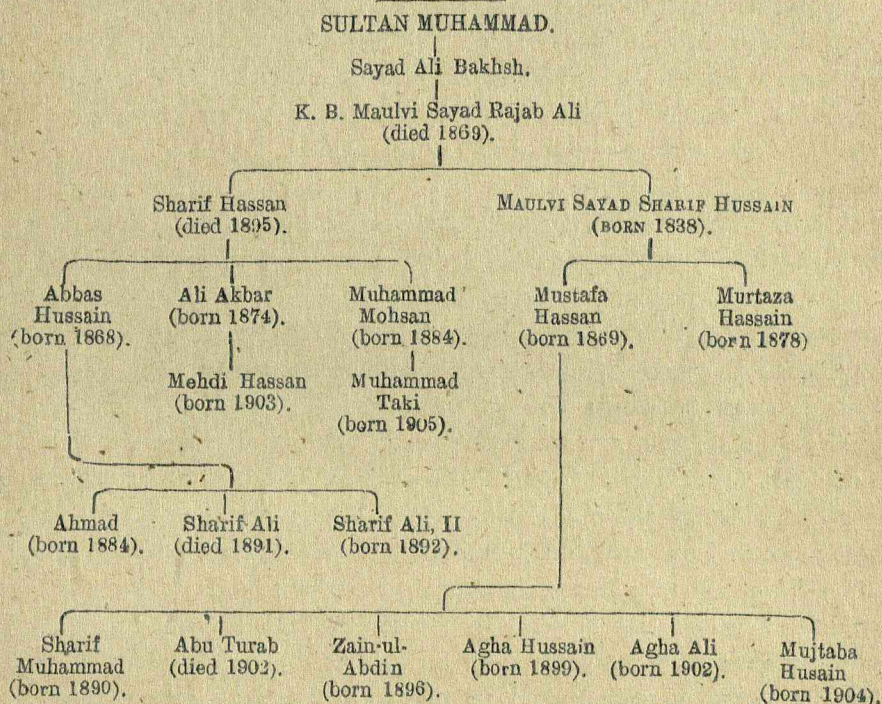 SULTAN MUHAMMAD.
Sayad Ali Bakhsh.
K. B. Maulvi Sayad Rajab Ali
(died 1869).
Sharif Hassan
(died 1895).
MAULVI SAYAD SHARIF HUSSAIN
(BORN 1838).
Abbas
Hussain
(born 1868).
Ali Akbar
(born 1874).
Muhammad
Mohsan
(born 1884).
Mustafa
Hassan
(born 1869).
Murtaza
Hassain
(born 1878)
Mehdi Hassan
(born 1903).
Muhammad
Taki
(born 1905).
Ahmad
(born 1884).
Sharif Ali
(died 1891).
Sharif Ali, II
(born 1892).
Sharif
Muhammad
(born 1890).
Abu Turab
(died 1902).
Zain-ul-
Abdin
(born 1896).
Agha Hussain
(born 1899).
Agha Ali
(born 1902).
Mujtaba
Husain
(born 1904).